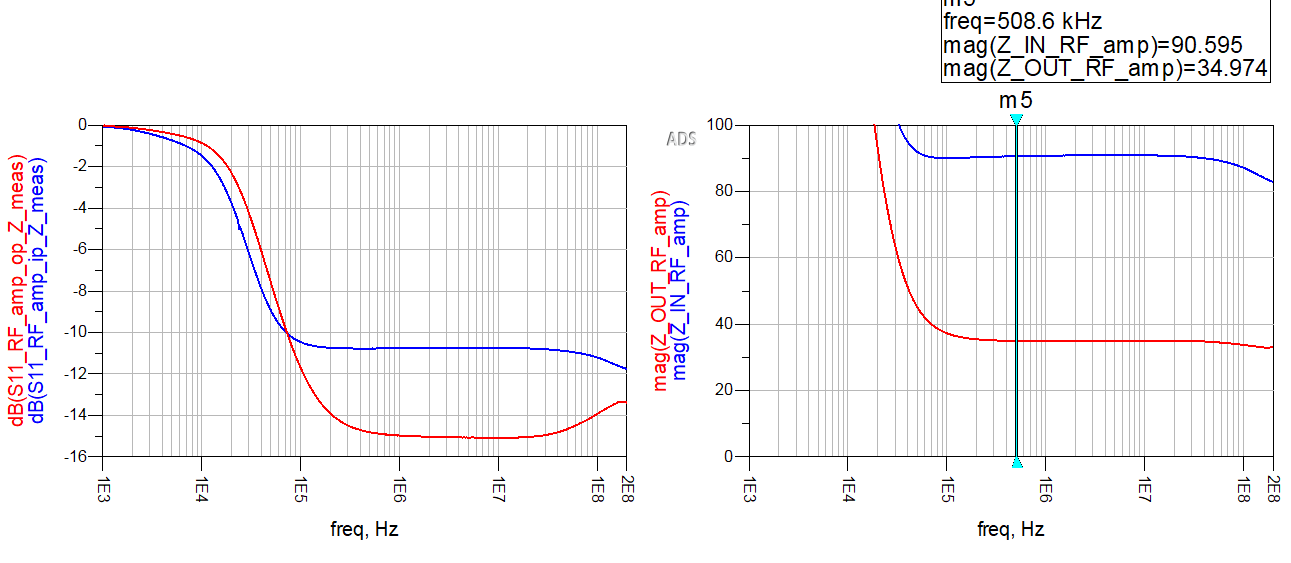 freq=508.6 kHz
mag(Z_IN_RF_amp)=90.595
mag(Z_OUT_RF_amp)=34.974
m5
dB(S11_RF_amp_op_Z_meas)
dB(S11_RF_amp_ip_Z_meas)
0
-2
-4
-6
-8
-10
-12
-14
-16
1E3
1E4
1E5
1E6
1E7
1E8
2E8
freq, Hz
ADS
mag(Z_OUT_RF_amp)
mag(Z_IN_RF_amp)
100
80
60
40
20
0
1E3
1E4
1E5
1E6
1E7
1E8
2E8
freq, Hz